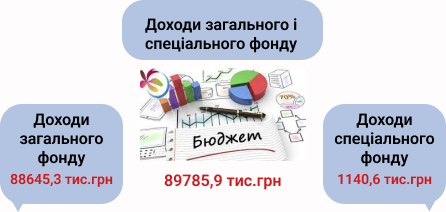 Доходи загального і
спеціального фонду
Доходи
загального
фонду
88645,3 тис.грн
70%
Бюджет
89785,9 тис.грн
Доходи
спеціального
фонду
1140,6 тис.грн